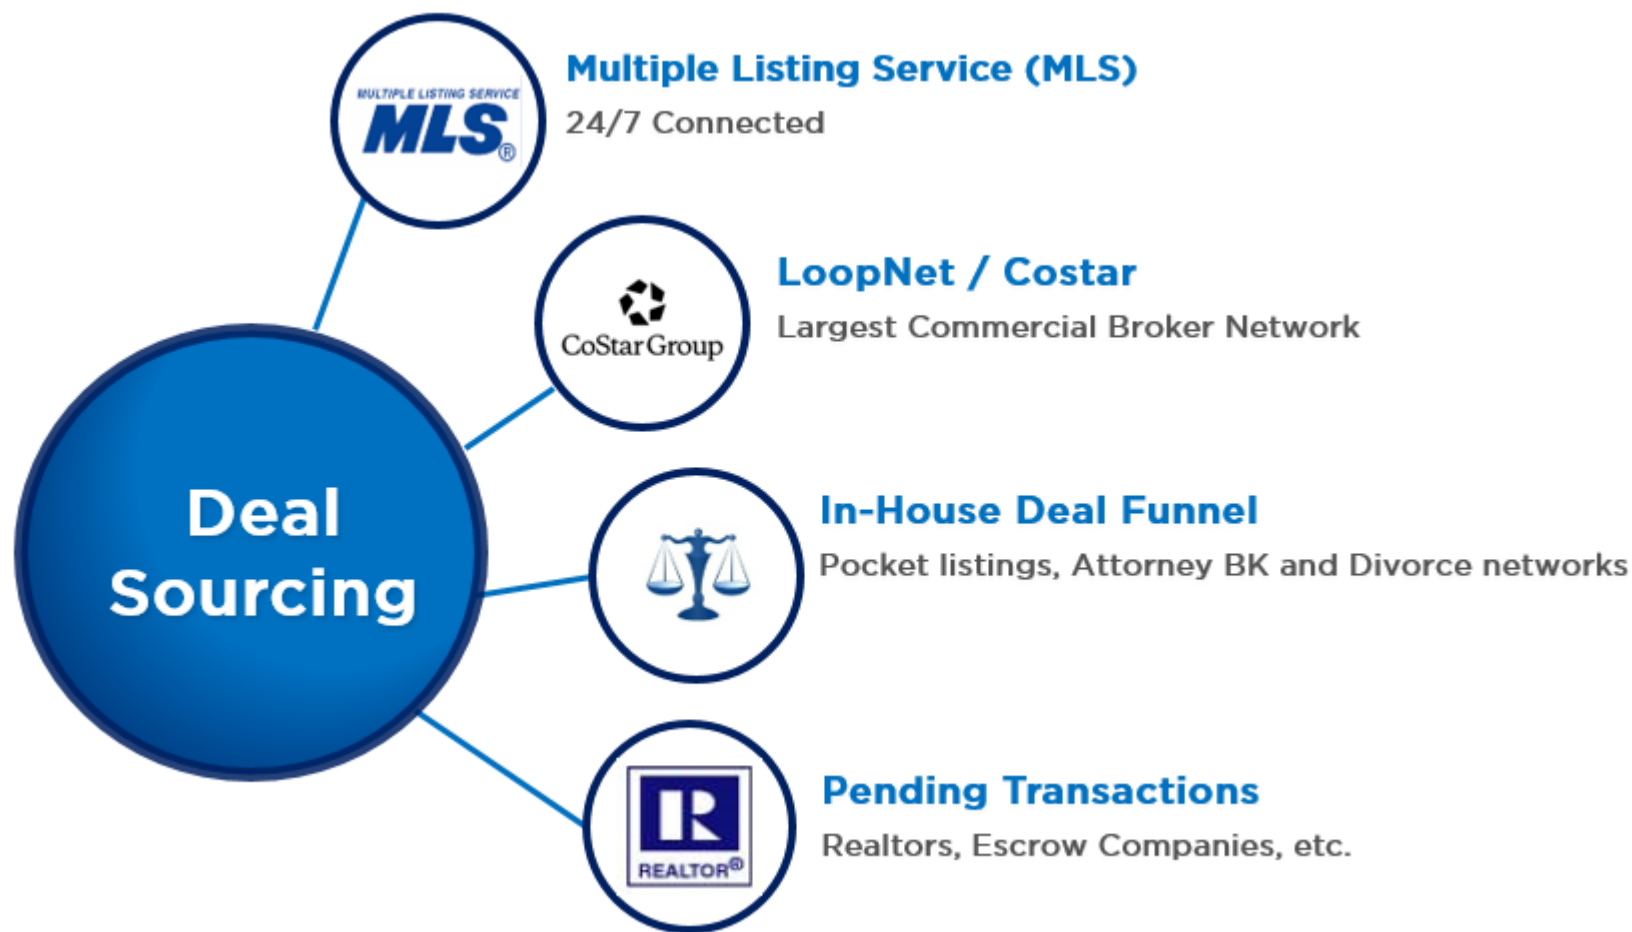 MULTIPLE LISTING SERVICE
MLS®
Multiple Listing Service (MLS)
24/7 Connected
CoStar Group
LoopNet / Costar
Largest Commercial Broker Network
Deal
Sourcing
In-House Deal Funnel
Pocket listings, Attorney BK and Divorce networks
R
REALTOR®
Pending Transactions
Realtors, Escrow Companies, etc.